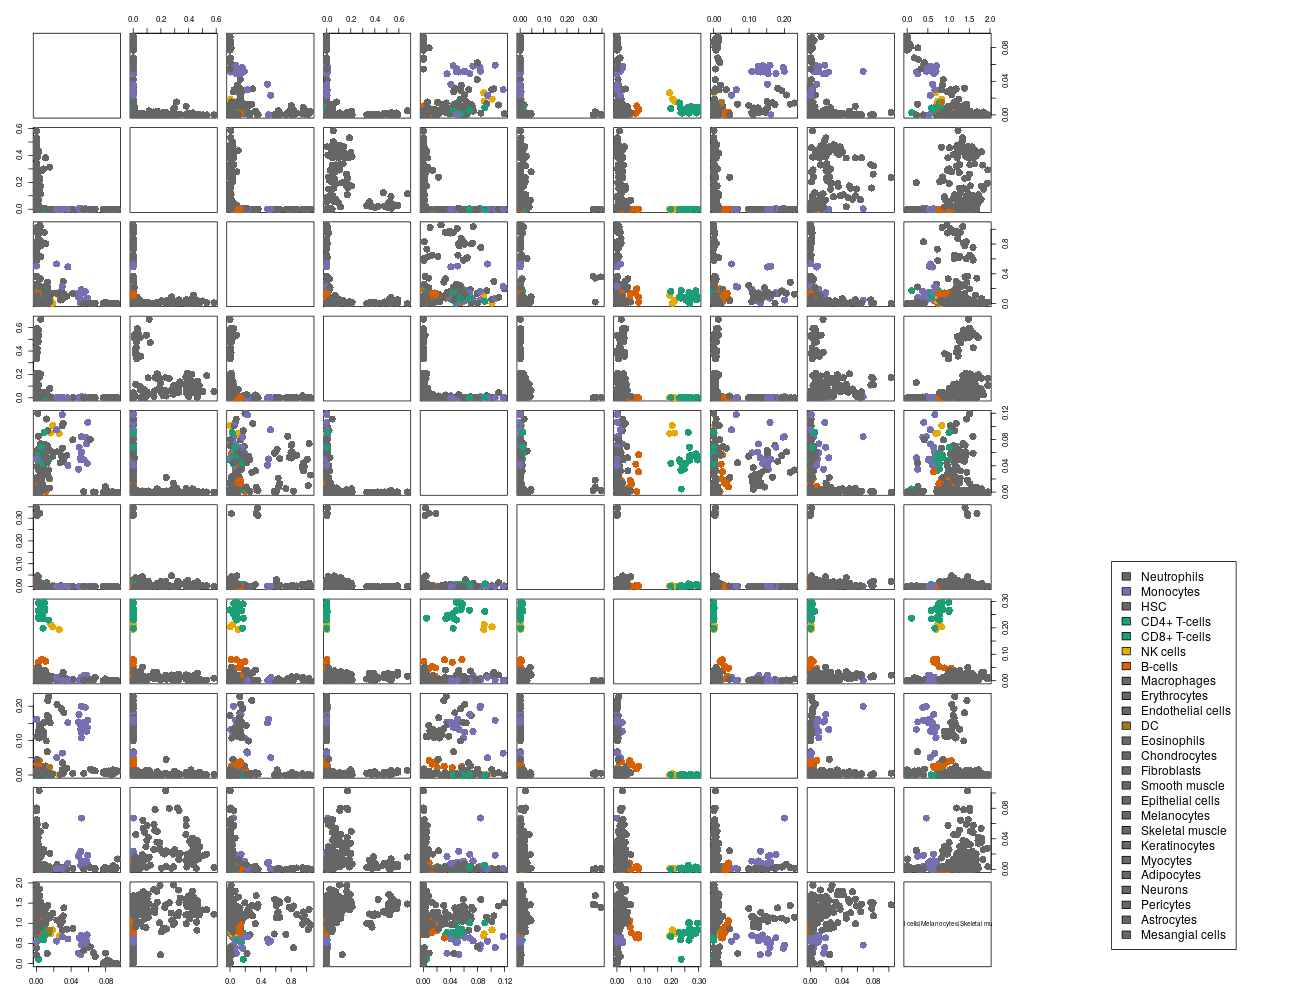 0.0 0.2 0.4 0.6 0.0 0.2 0.4 0.6 0.00 0.10 0.20 0.30 0.00 0.10 0.20 0.0 0.5 1.0 1.5 2.0
0.00 0.04 0.08
0.0 0.2 0.4 0.6
0.0 0.4 0.8
0.0 0.2 0.4 0.6
0.00 0.04 0.08 0.12
0.00 0.10 0.20 0.30
0.00 0.10 0.20 0.30
0.00 0.10 0.20
0.00 0.04 0.08
0.0 0.5 1.0 1.5 2.0
l cells|Melanocytes|Skeletal mu
0.00 0.04 0.08 0.0 0.4 0.8 0.00 0.04 0.08 0.12 0.00 0.10 0.20 0.30 0.00 0.04 0.08
Neutrophils
Monocytes
HSC
CD4+ T-cells
CD8+ T-cells
NK cells
B-cells
Macrophages
Erythrocytes
Endothelial cells
DC
Eosinophils
Chondrocytes
Fibroblasts
Smooth muscle
Epithelial cells
Melanocytes
Skeletal muscle
Keratinocytes
Myocytes
Adipocytes
Neurons
Pericytes
Astrocytes
Mesangial cells